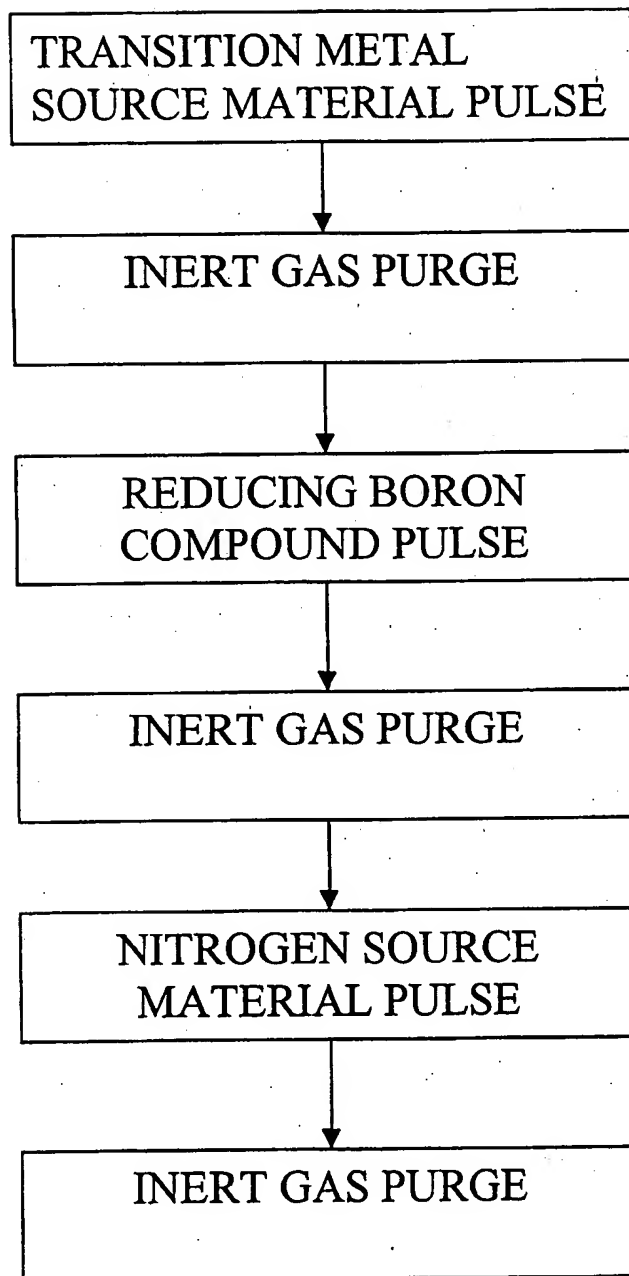 TRANSITION METAL
SOURCE MATERIAL PULSE
INERT GAS PURGE
REDUCING BORON
COMPOUND PULSE
INERT GAS PURGE
NITROGEN SOURCE
MATERIAL PULSE
INERT GAS PURGE